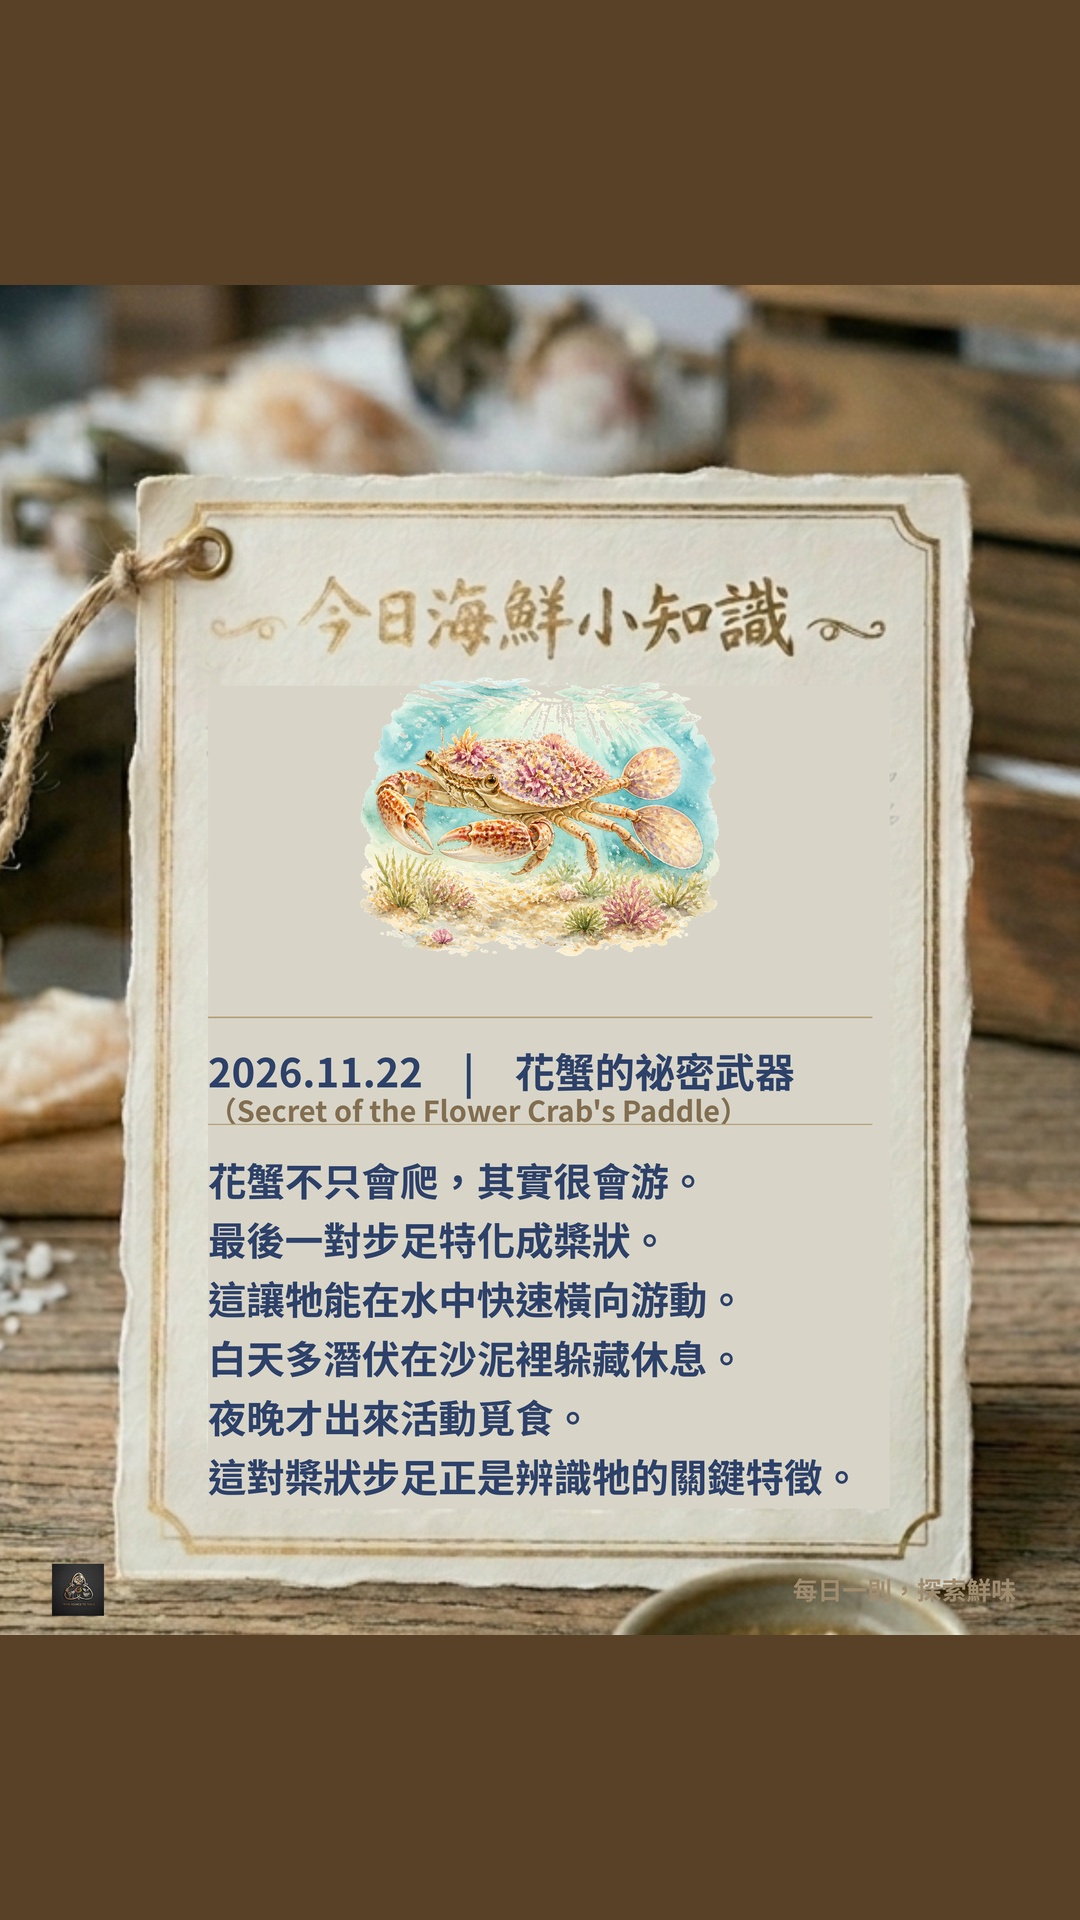 今日海鮮小知識
2026.11.22 | 花蟹的祕密武器
（Secret of the Flower Crab's Paddle）
花蟹不只會爬，其實很會游。
最後一對步足特化成槳狀。
這讓牠能在水中快速橫向游動。
白天多潛伏在沙泥裡躲藏休息。
夜晚才出來活動覓食。
這對槳狀步足正是辨識牠的關鍵特徵。
每日一則，探索鮮味